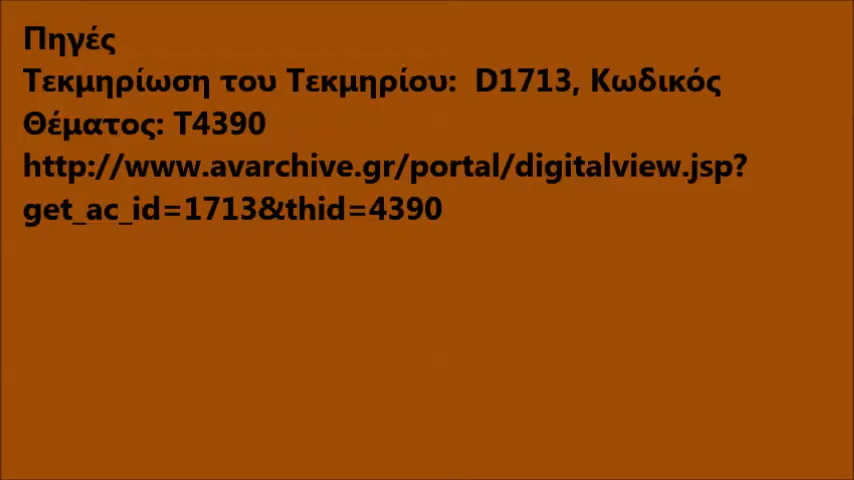 Πηγές
Τεκμηρίωση του Τεκμηρίου:  D1713, Κωδικός
Θέματος: T4390
http://www.avarchive.gr/portal/digitalview.jsp?
get_ac_id=1713&thid=4390